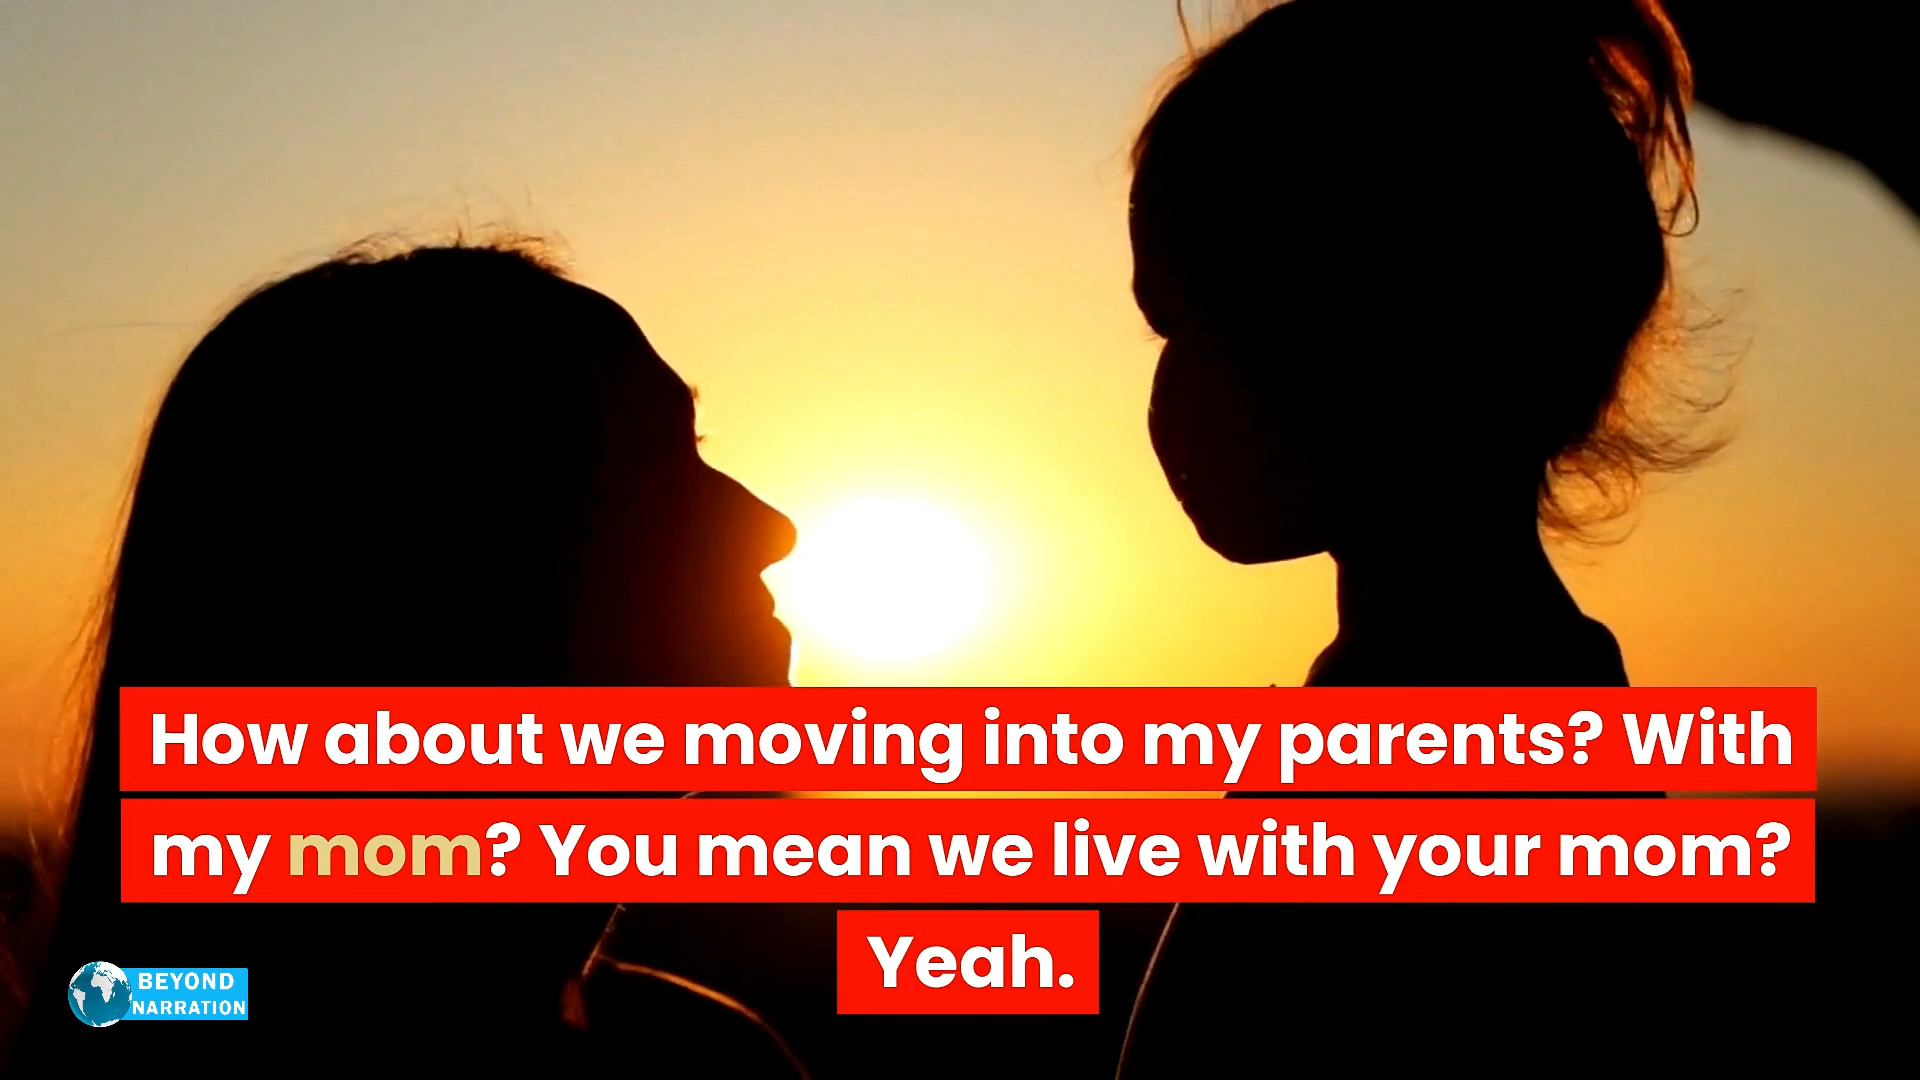 How about we moving into my parents? With
my mom? You mean we live with your mom?
Yeah.
BEYOND
NARRATION